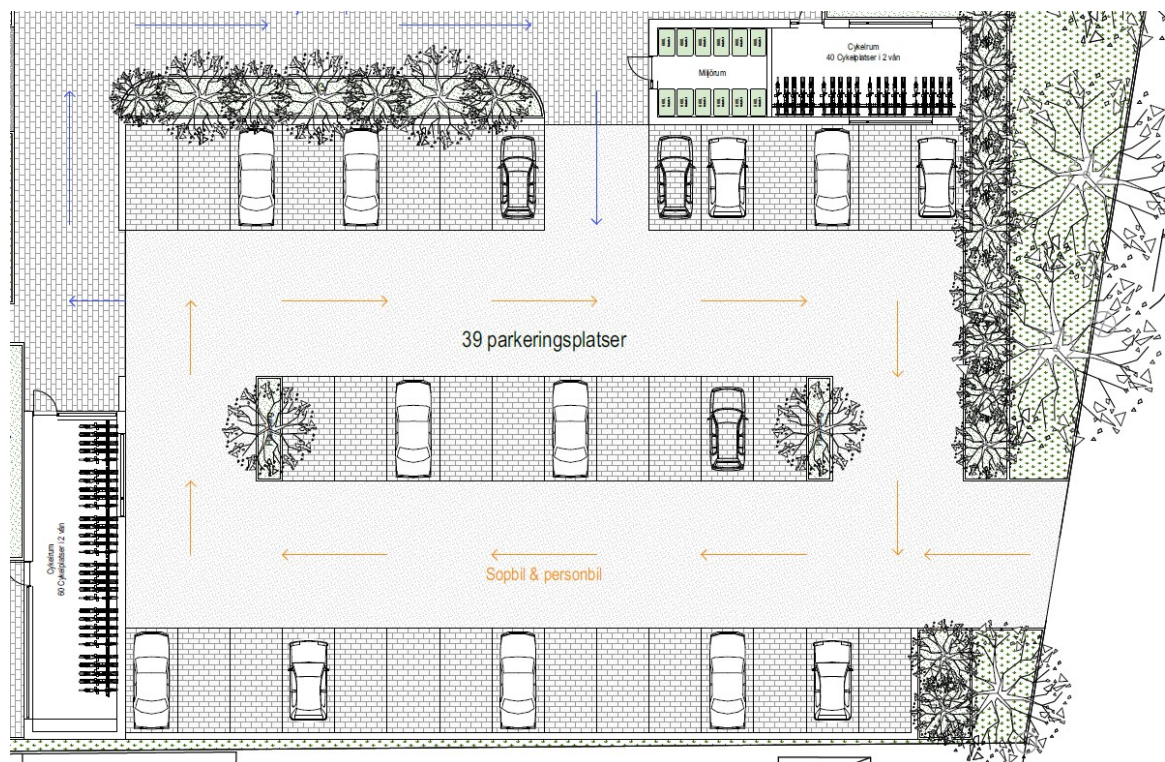 Cykelrum
40 Cykelplatser i 2 vån
Miljörum
39 parkeringsplatser
Cykelrum
60 Cykelplatser i 2 vån
Sopbil & personbil